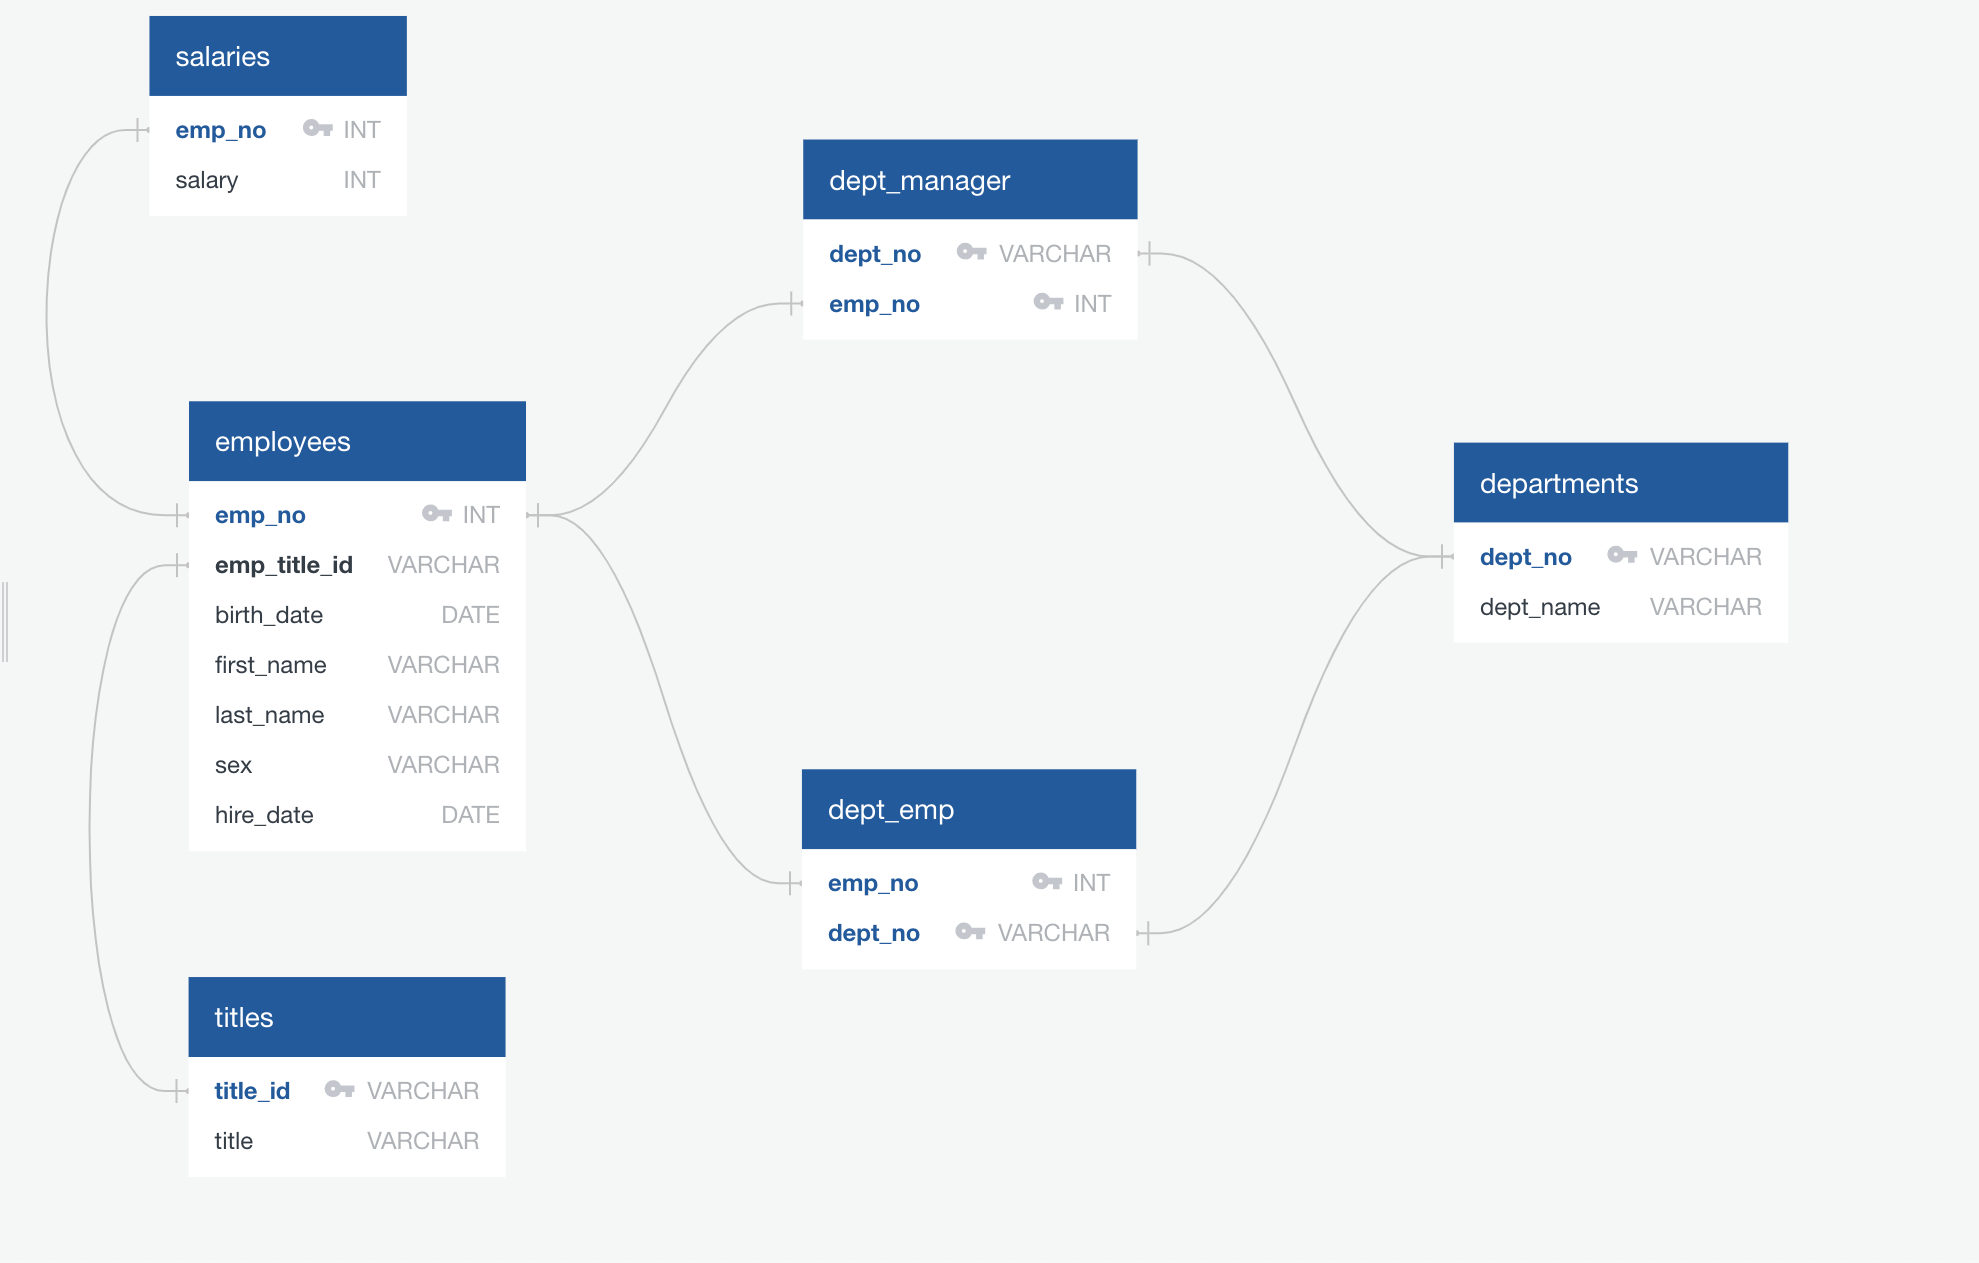 salaries
emp_no INT
salary INT
dept_manager
dept_no VARCHAR
emp_no INT
employees
emp_no INT
emp_title_id VARCHAR
birth_date DATE
first_name VARCHAR
last_name VARCHAR
sex VARCHAR
hire_date DATE
departments
dept_no VARCHAR
dept_name VARCHAR
dept_emp
emp_no INT
dept_no VARCHAR
titles
title_id VARCHAR
title VARCHAR